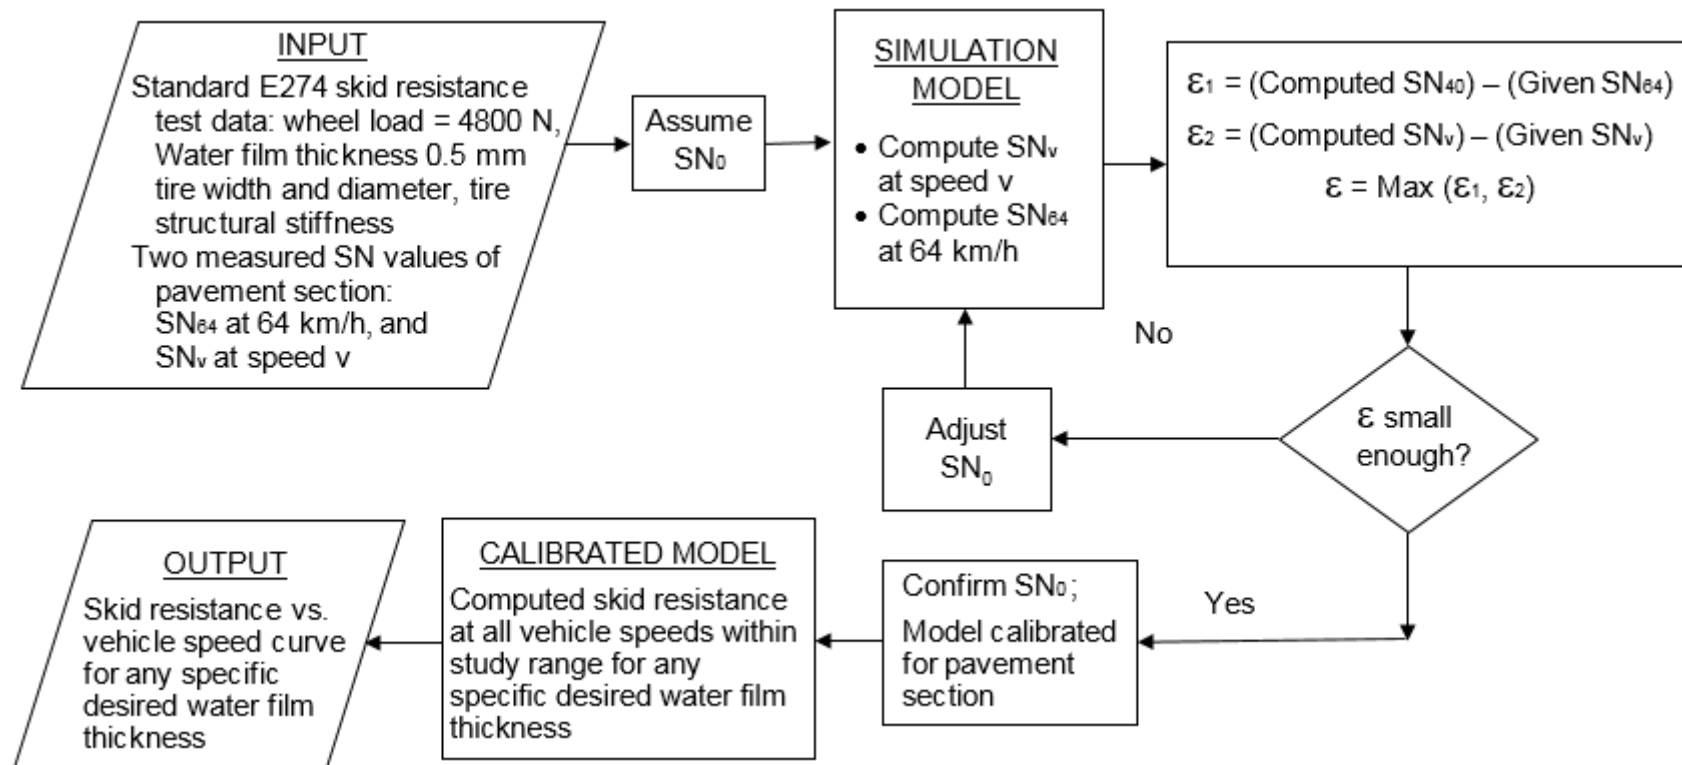 INPUT
Standard E274 skid resistance
test data: wheel load = 4800 N,
Water film thickness 0.5 mm
tire width and diameter, tire
structural stiffness
Two measured SN values of
pavement section:
SN₆₄ at 64 km/h, and
SNᵥ at speed v
Assume
SN₀
SIMULATION
MODEL
• Compute SNᵥ
at speed v
• Compute SN₆₄
at 64 km/h
ε₁ = (Computed SN₄₀) – (Given SN₆₄)
ε₂ = (Computed SNᵥ) – (Given SNᵥ)
ε = Max (ε₁, ε₂)
No
ε small
enough?
Adjust
SN₀
Yes
Confirm SN₀;
Model calibrated
for pavement
section
CALIBRATED MODEL
Computed skid resistance
at all vehicle speeds within
study range for any
specific desired water film
thickness
OUTPUT
Skid resistance vs.
vehicle speed curve
for any specific
desired water film
thickness